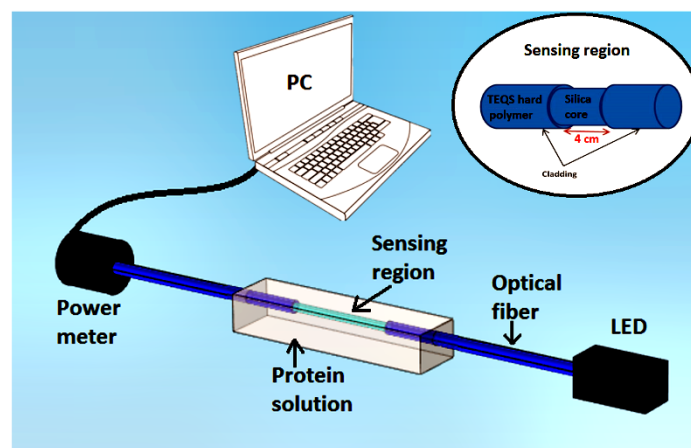 Sensing region
PC
TEQS hard
polymer
Silica
core
4 cm
Cladding
Sensing
region
Optical
fiber
Power
meter
LED
Protein
solution